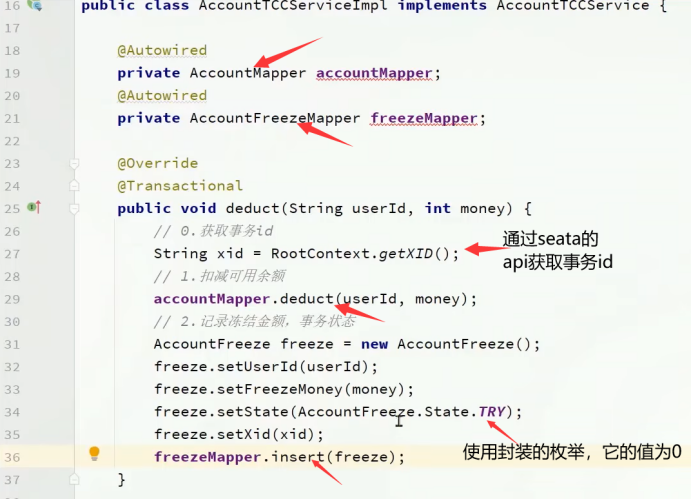 16 public class AccountTCCServiceImpl implements AccountTCCService {
17
18 @Autowired
19 private AccountMapper accountMapper;
20 @Autowired
21 private AccountFreezeMapper freezeMapper;
22
23 @Override
24 @Transactional
25 public void deduct(String userId, int money) {
26 // 0.获取事务id
27 String xid = RootContext.getXID();
通过seata的
api获取事务id
28 // 1.扣减可用余额
29 accountMapper.deduct(userId, money);
30 // 2.记录冻结金额，事务状态
31 AccountFreeze freeze = new AccountFreeze();
32 freeze.setUserId(userId);
33 freeze.setFreezeMoney(money);
34 freeze.setState(AccountFreeze.State.TRY);
35 freeze.setXid(xid);
使用封装的枚举，它的值为0
36 freezeMapper.insert(freeze);
37 }